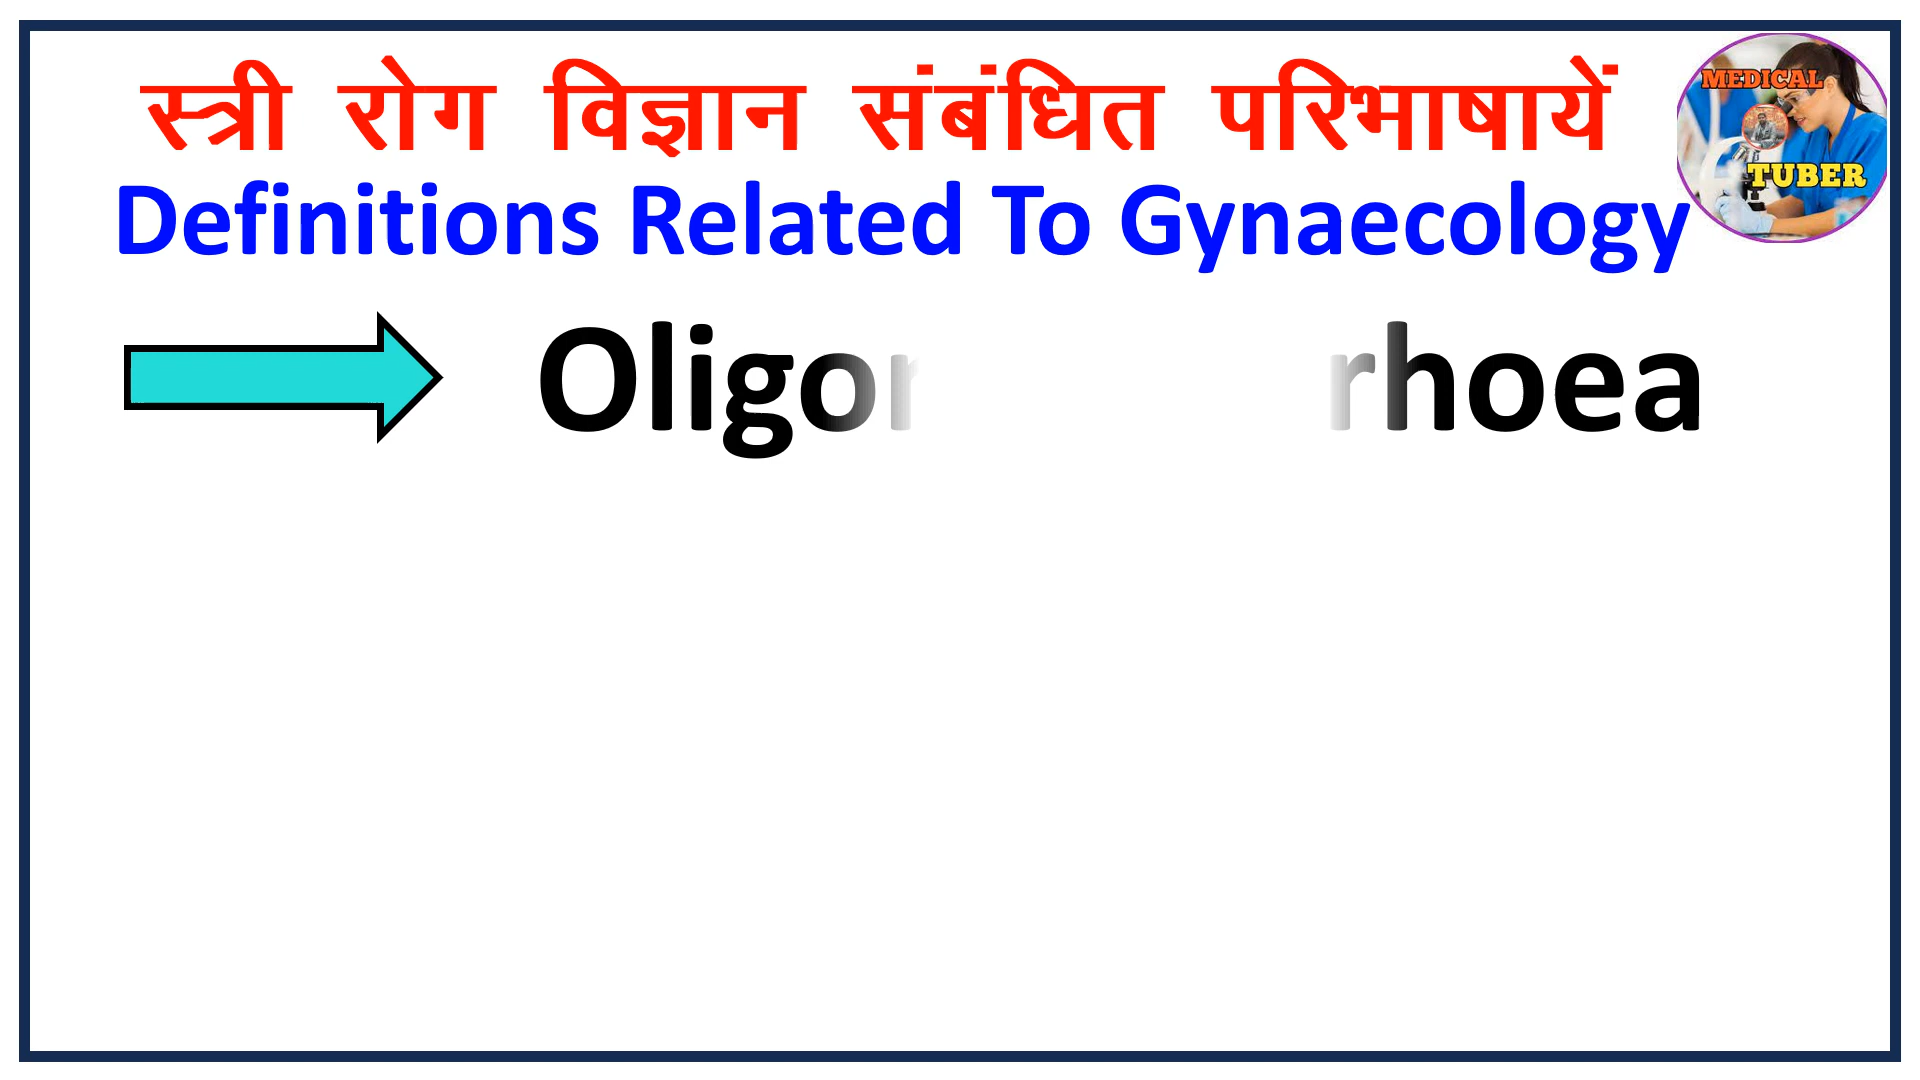 स्त्री रोग विज्ञान संबंधित परिभाषायें
MEDICAL
TUBER
Definitions Related To Gynaecology
Oligo rhoea